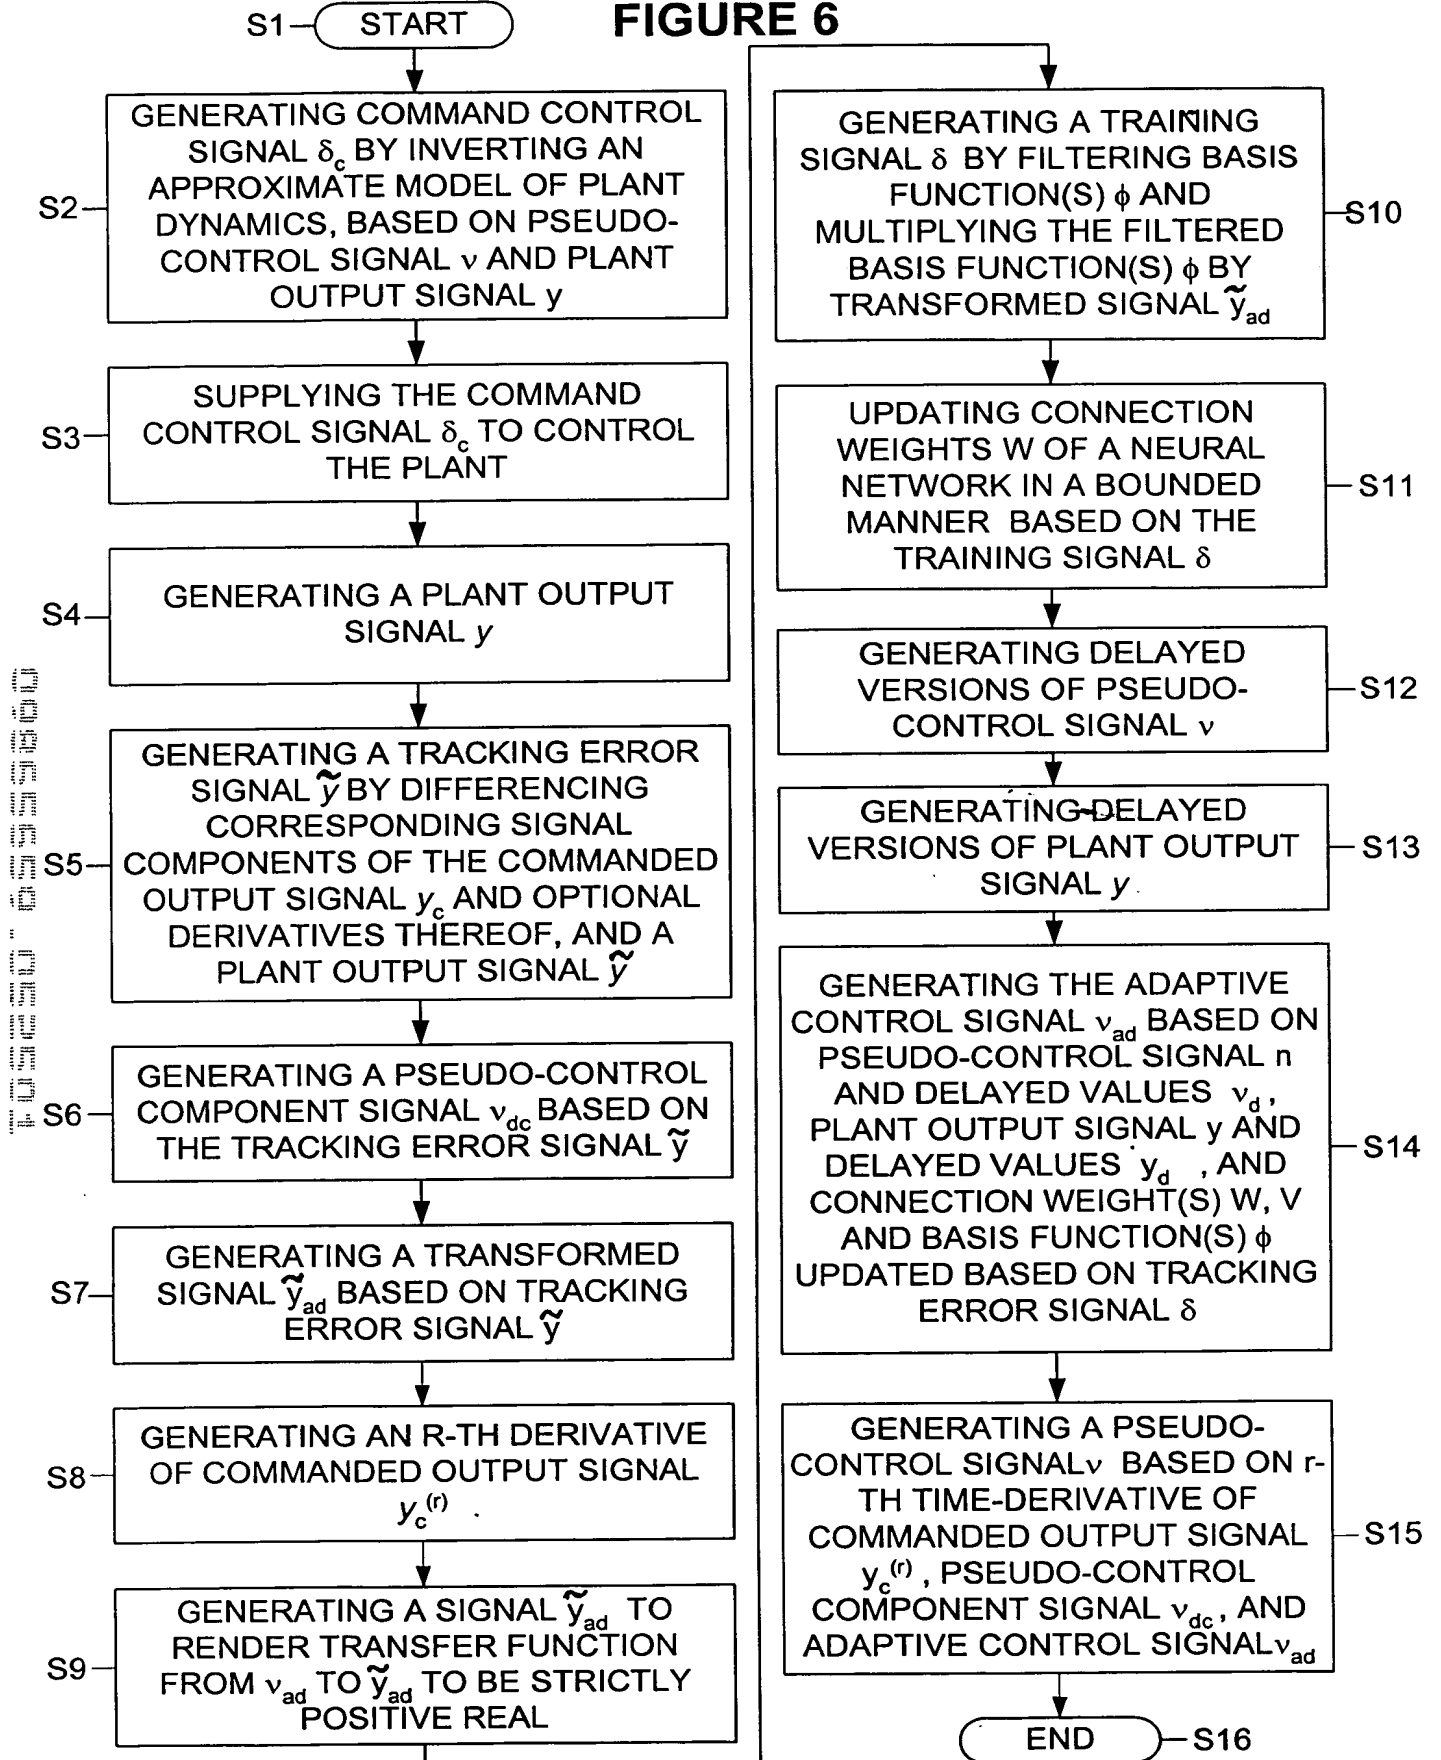 FIGURE 6
S1
START
S2
GENERATING COMMAND CONTROL
SIGNAL δc BY INVERTING AN
APPROXIMATE MODEL OF PLANT
DYNAMICS, BASED ON PSEUDO-
CONTROL SIGNAL ν AND PLANT
OUTPUT SIGNAL y
S3
SUPPLYING THE COMMAND
CONTROL SIGNAL δc TO CONTROL
THE PLANT
S4
GENERATING A PLANT OUTPUT
SIGNAL y
S5
GENERATING A TRACKING ERROR
SIGNAL ỹ BY DIFFERENCING
CORRESPONDING SIGNAL
COMPONENTS OF THE COMMANDED
OUTPUT SIGNAL yc AND OPTIONAL
DERIVATIVES THEREOF, AND A
PLANT OUTPUT SIGNAL ỹ
S6
GENERATING A PSEUDO-CONTROL
COMPONENT SIGNAL νdc BASED ON
THE TRACKING ERROR SIGNAL ỹ
S7
GENERATING A TRANSFORMED
SIGNAL ỹad BASED ON TRACKING
ERROR SIGNAL ỹ
S8
GENERATING AN R-TH DERIVATIVE
OF COMMANDED OUTPUT SIGNAL
yc(r)
S9
GENERATING A SIGNAL ỹad TO
RENDER TRANSFER FUNCTION
FROM νad TO ỹad TO BE STRICTLY
POSITIVE REAL
GENERATING A TRAINING
SIGNAL δ BY FILTERING BASIS
FUNCTION(S) ϕ AND
MULTIPLYING THE FILTERED
BASIS FUNCTION(S) ϕ BY
TRANSFORMED SIGNAL ỹad
S10
UPDATING CONNECTION
WEIGHTS W OF A NEURAL
NETWORK IN A BOUNDED
MANNER BASED ON THE
TRAINING SIGNAL δ
S11
GENERATING DELAYED
VERSIONS OF PSEUDO-
CONTROL SIGNAL ν
S12
GENERATING DELAYED
VERSIONS OF PLANT OUTPUT
SIGNAL y
S13
GENERATING THE ADAPTIVE
CONTROL SIGNAL νad BASED ON
PSEUDO-CONTROL SIGNAL n
AND DELAYED VALUES νd,
PLANT OUTPUT SIGNAL y AND
DELAYED VALUES yd , AND
CONNECTION WEIGHT(S) W, V
AND BASIS FUNCTION(S) ϕ
UPDATED BASED ON TRACKING
ERROR SIGNAL δ
S14
GENERATING A PSEUDO-
CONTROL SIGNALν BASED ON r-
TH TIME-DERIVATIVE OF
COMMANDED OUTPUT SIGNAL
yc(r) , PSEUDO-CONTROL
COMPONENT SIGNAL νdc, AND
ADAPTIVE CONTROL SIGNALνad
S15
END
S16